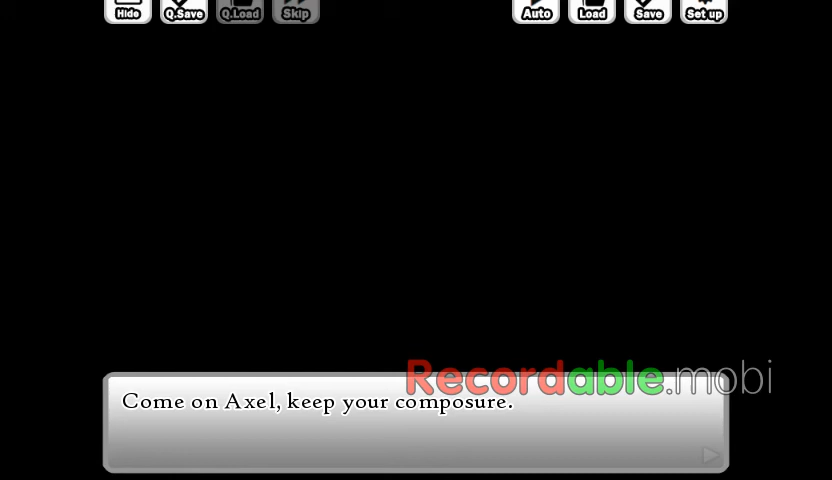 Hide Q.Save Q.Load Skip Auto Load Save Set up
Recordable.mobi
Come on Axel, keep your composure.